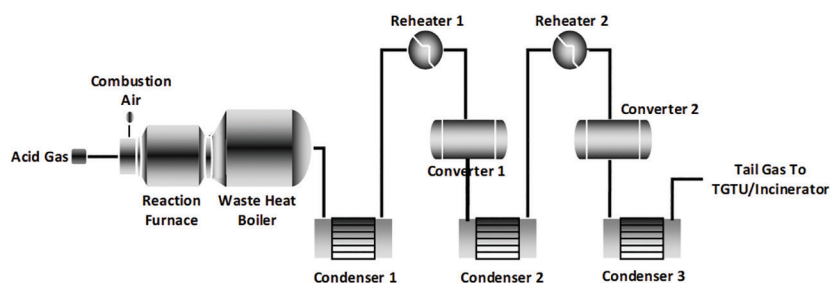 Reheater 1
Reheater 2
Combustion
Air
Converter 2
Acid Gas
Converter 1
Tail Gas To
TGTU/Incinerator
Reaction
Furnace
Waste Heat
Boiler
Condenser 1
Condenser 2
Condenser 3